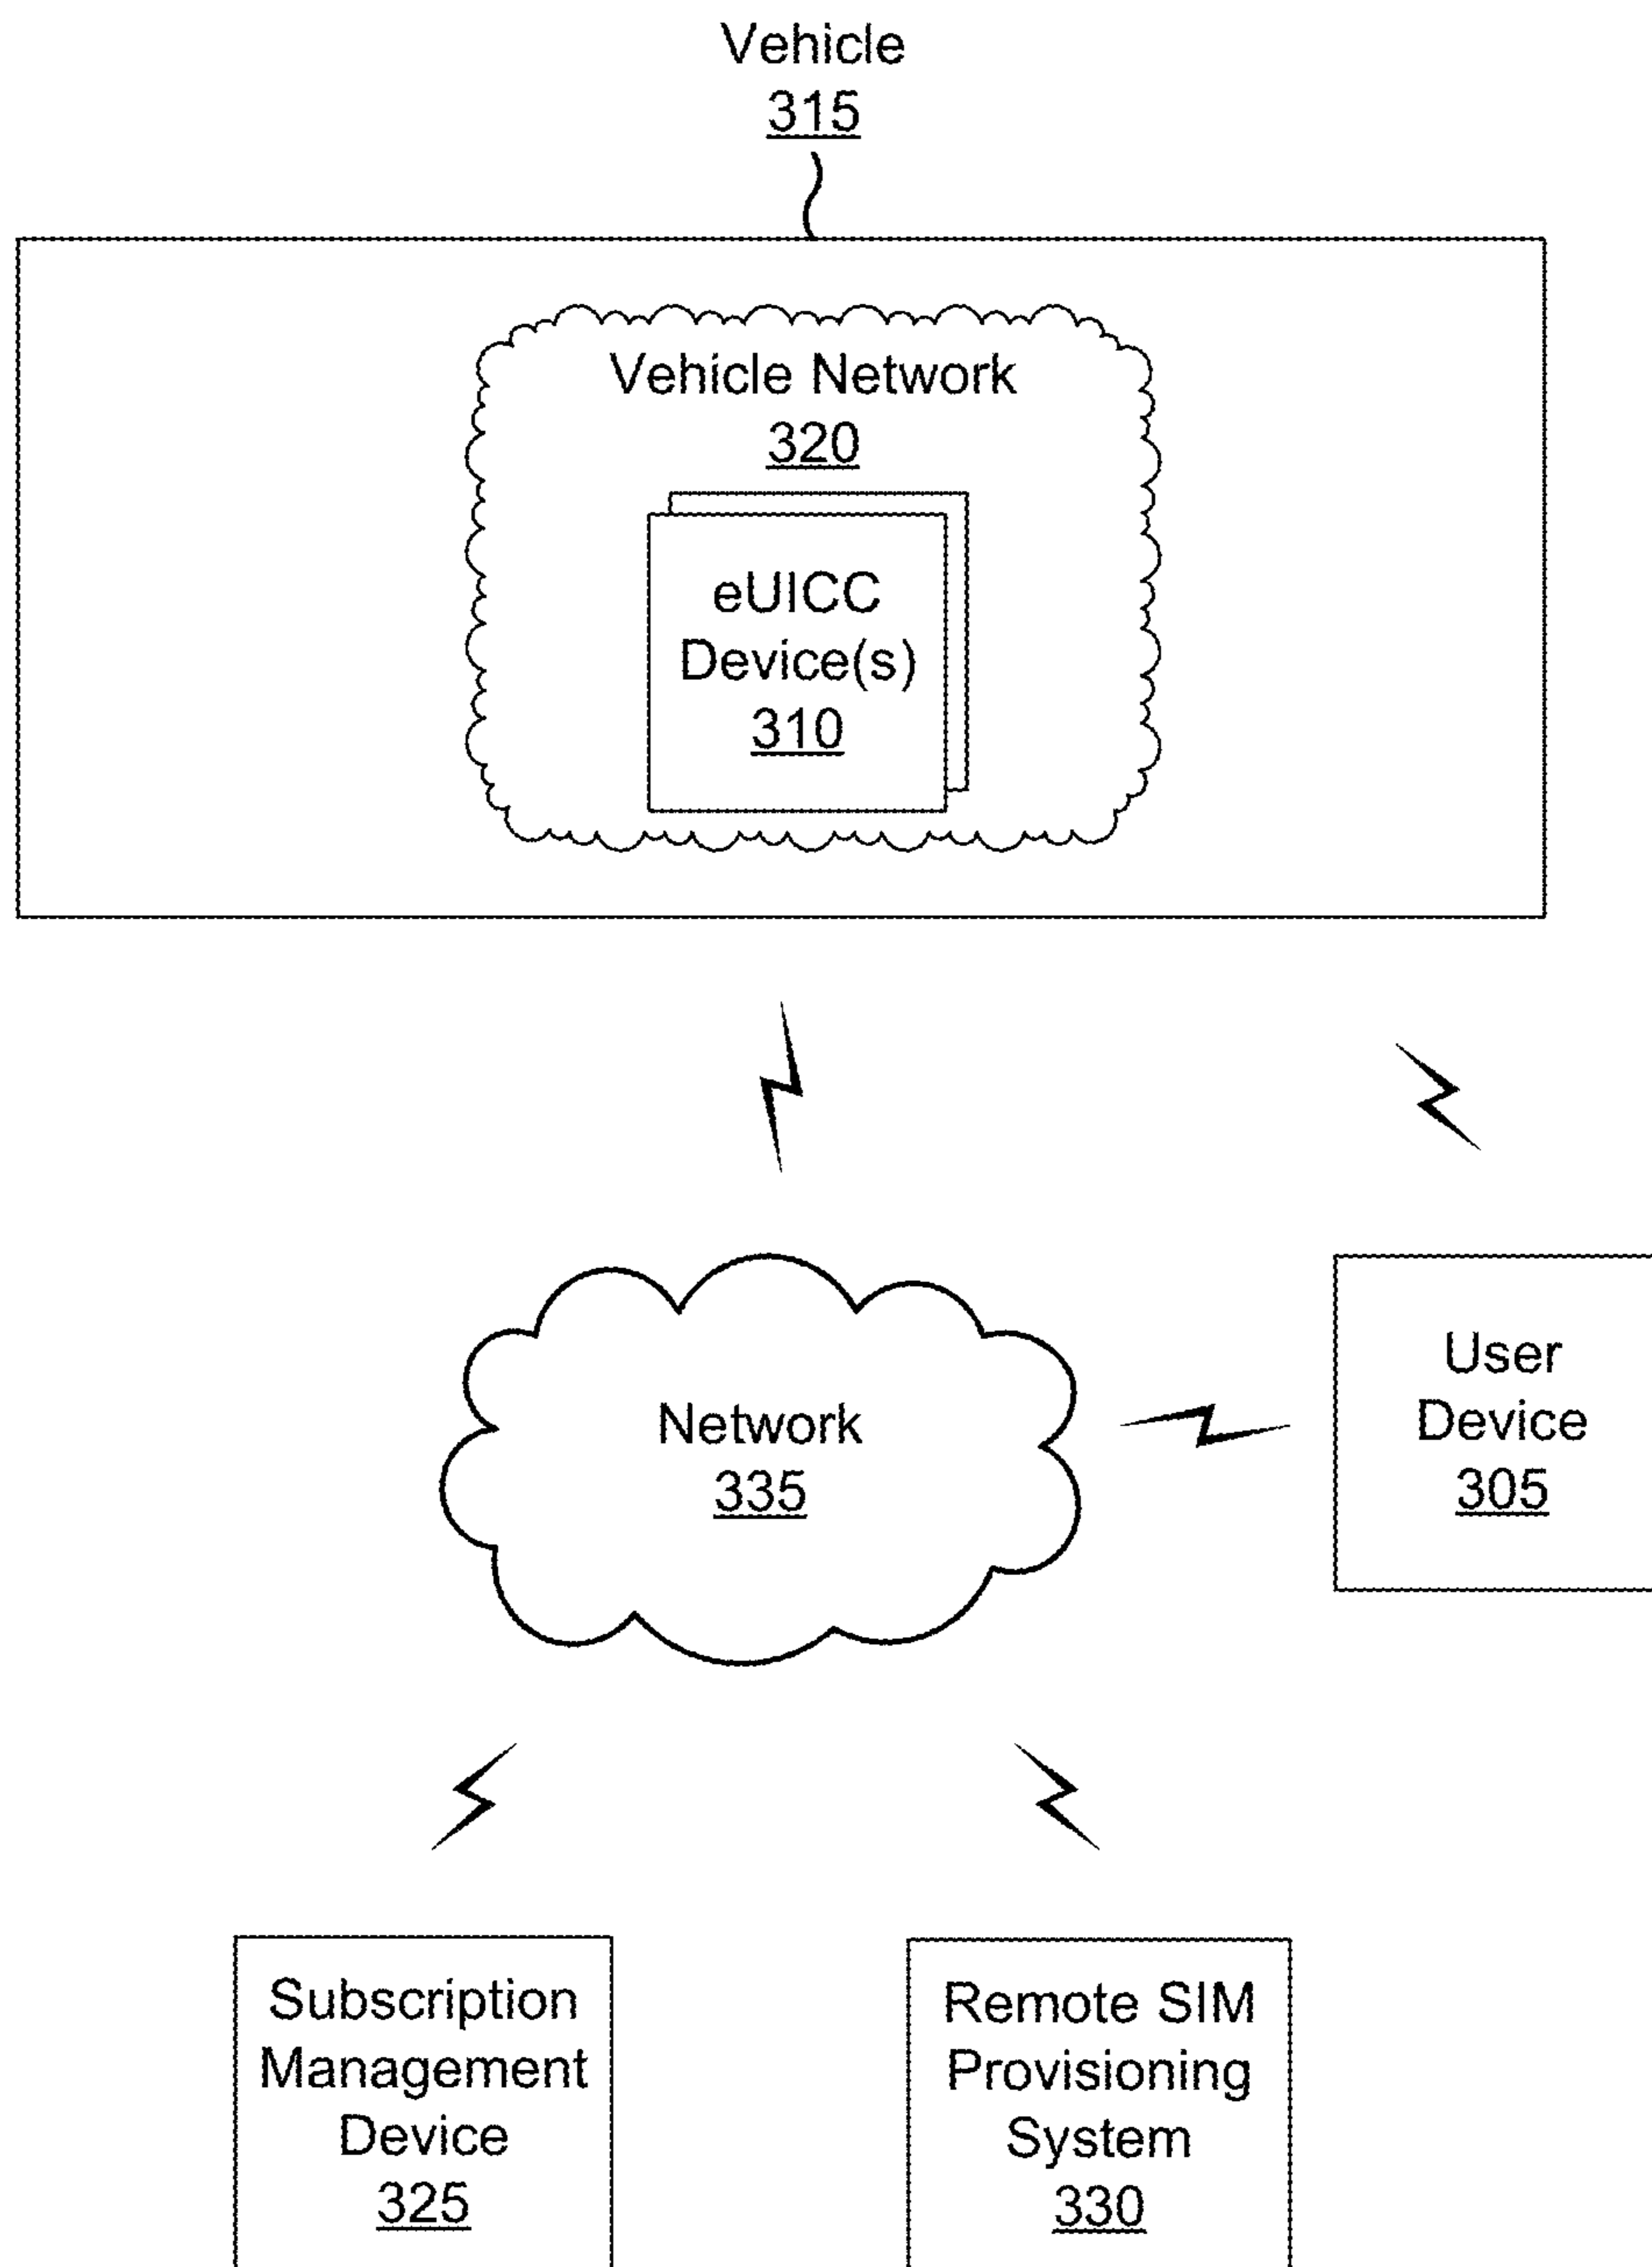 Vehicle
315
Vehicle Network
320
eUICC
Device(s)
310
Network
335
User
Device
305
Subscription
Management
Device
325
Remote SIM
Provisioning
System
330